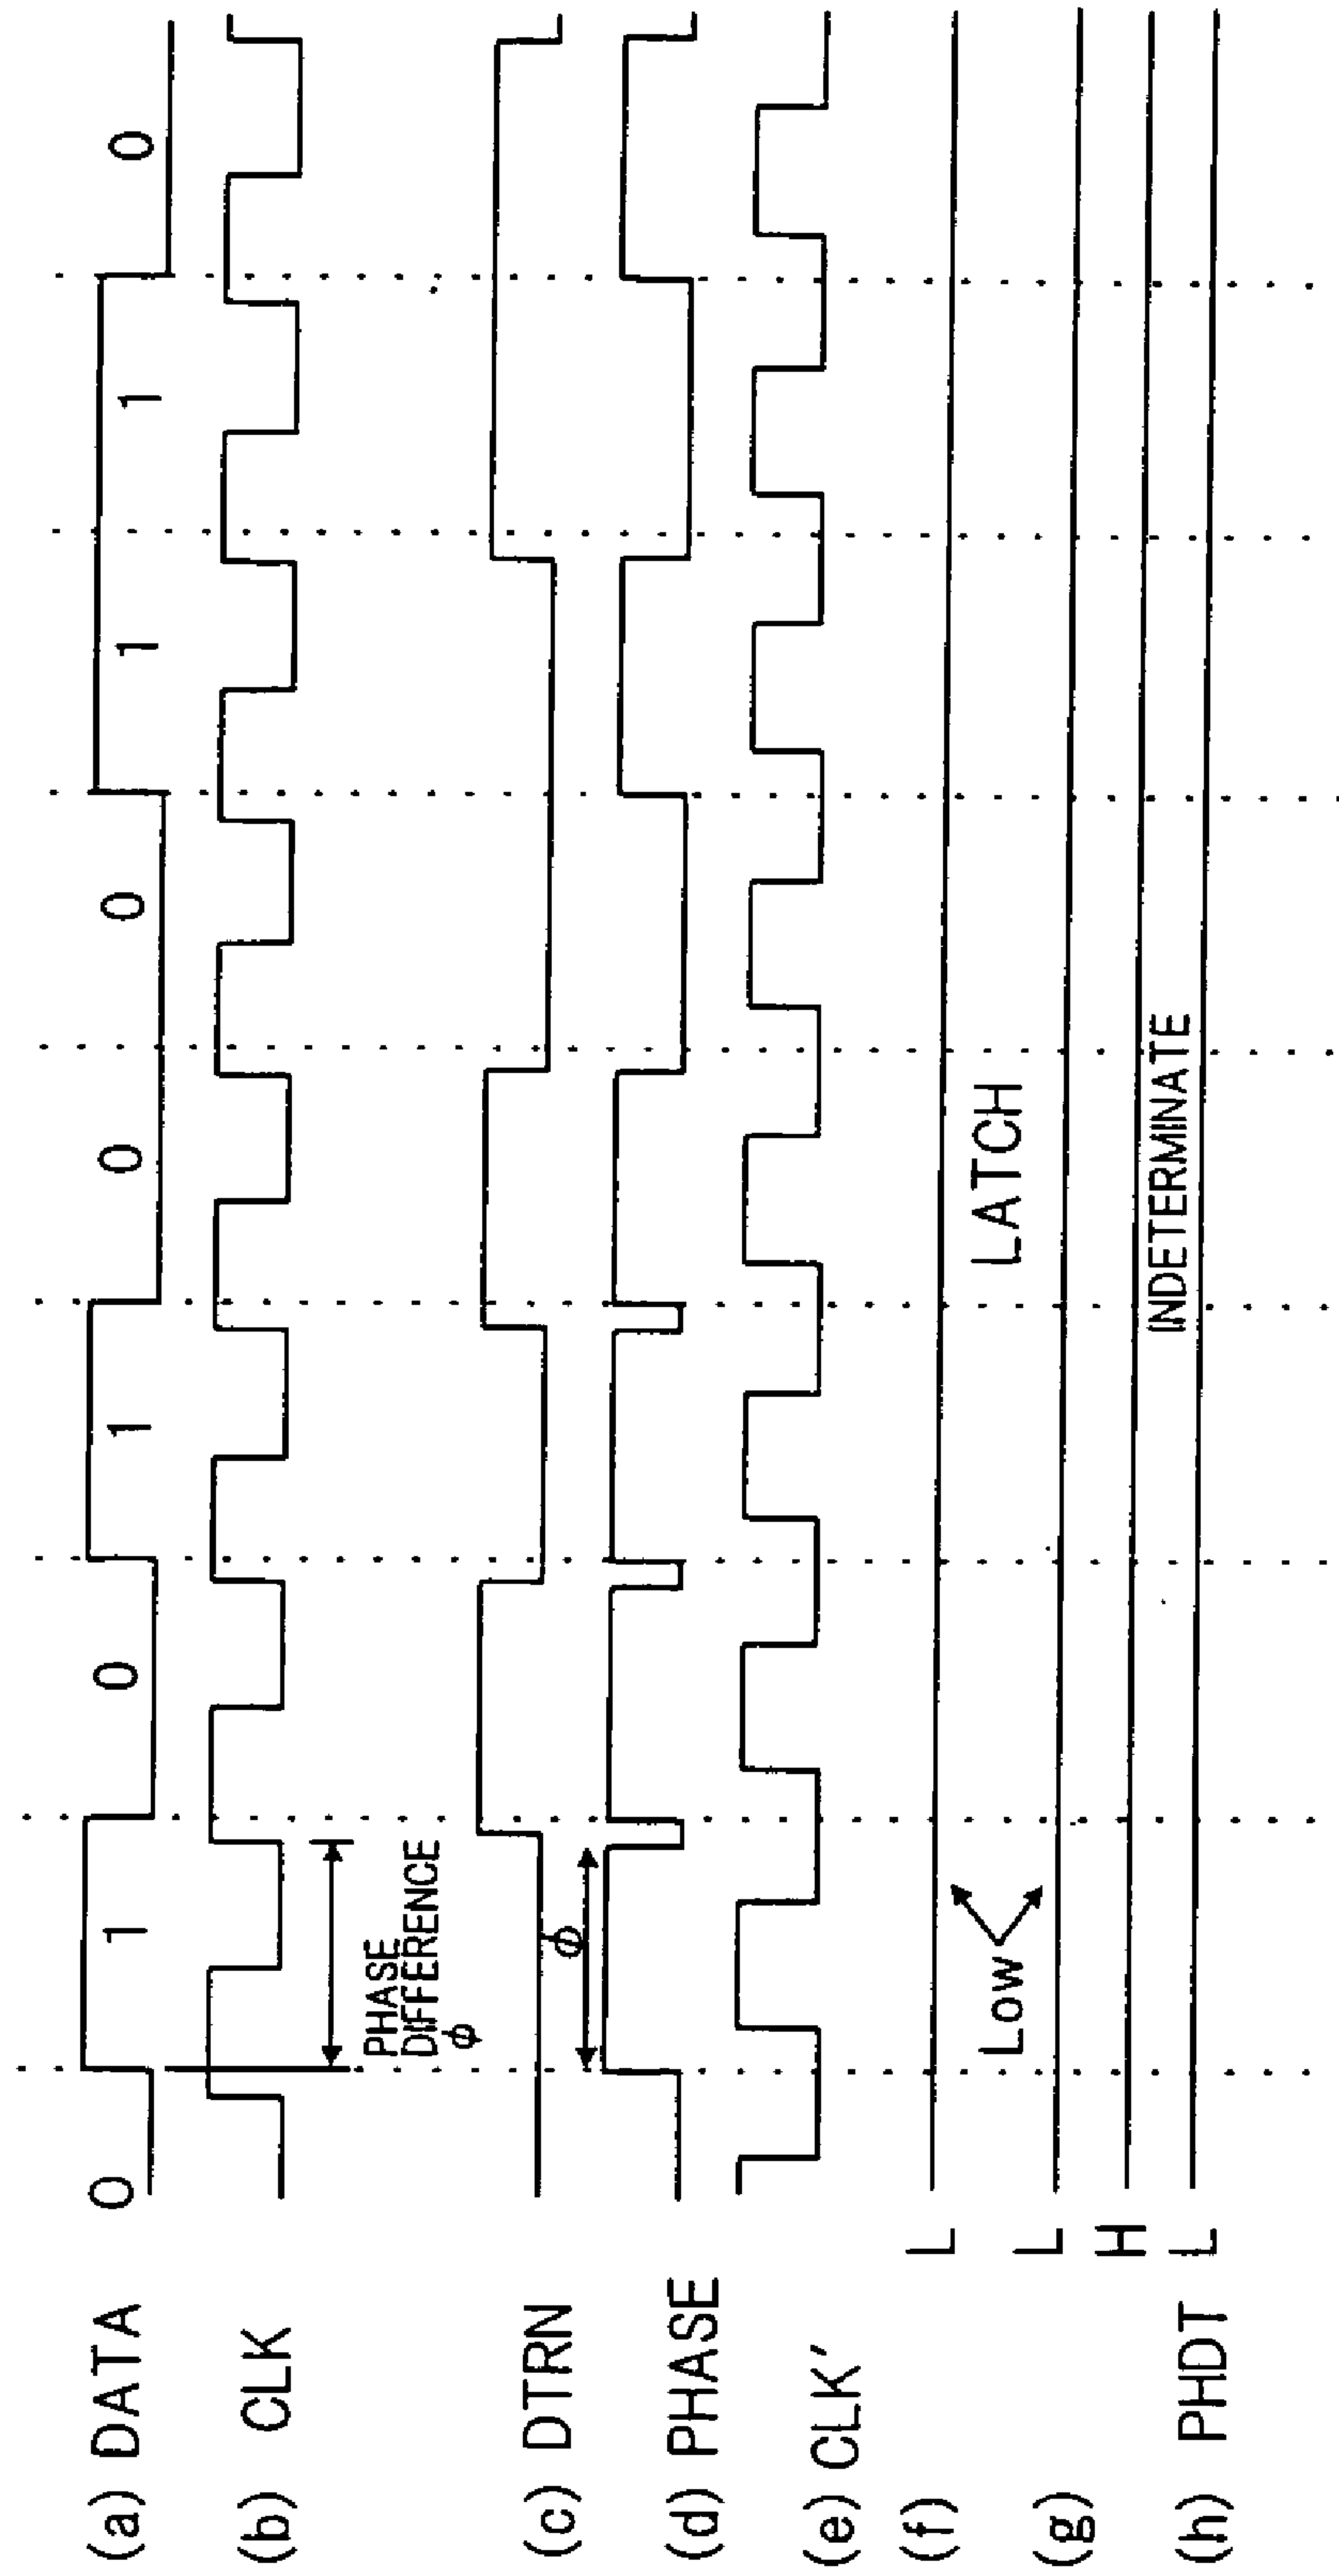 (a) DATA 0 1 0 1 0 0 1 1 0
(b) CLK
PHASE
DIFFERENCE
ϕ
(c) DTRN
ϕ
(d) PHASE
(e) CLK′
(f) L
Low
LATCH
(g) L
H
INDETERMINATE
(h) PHDT L